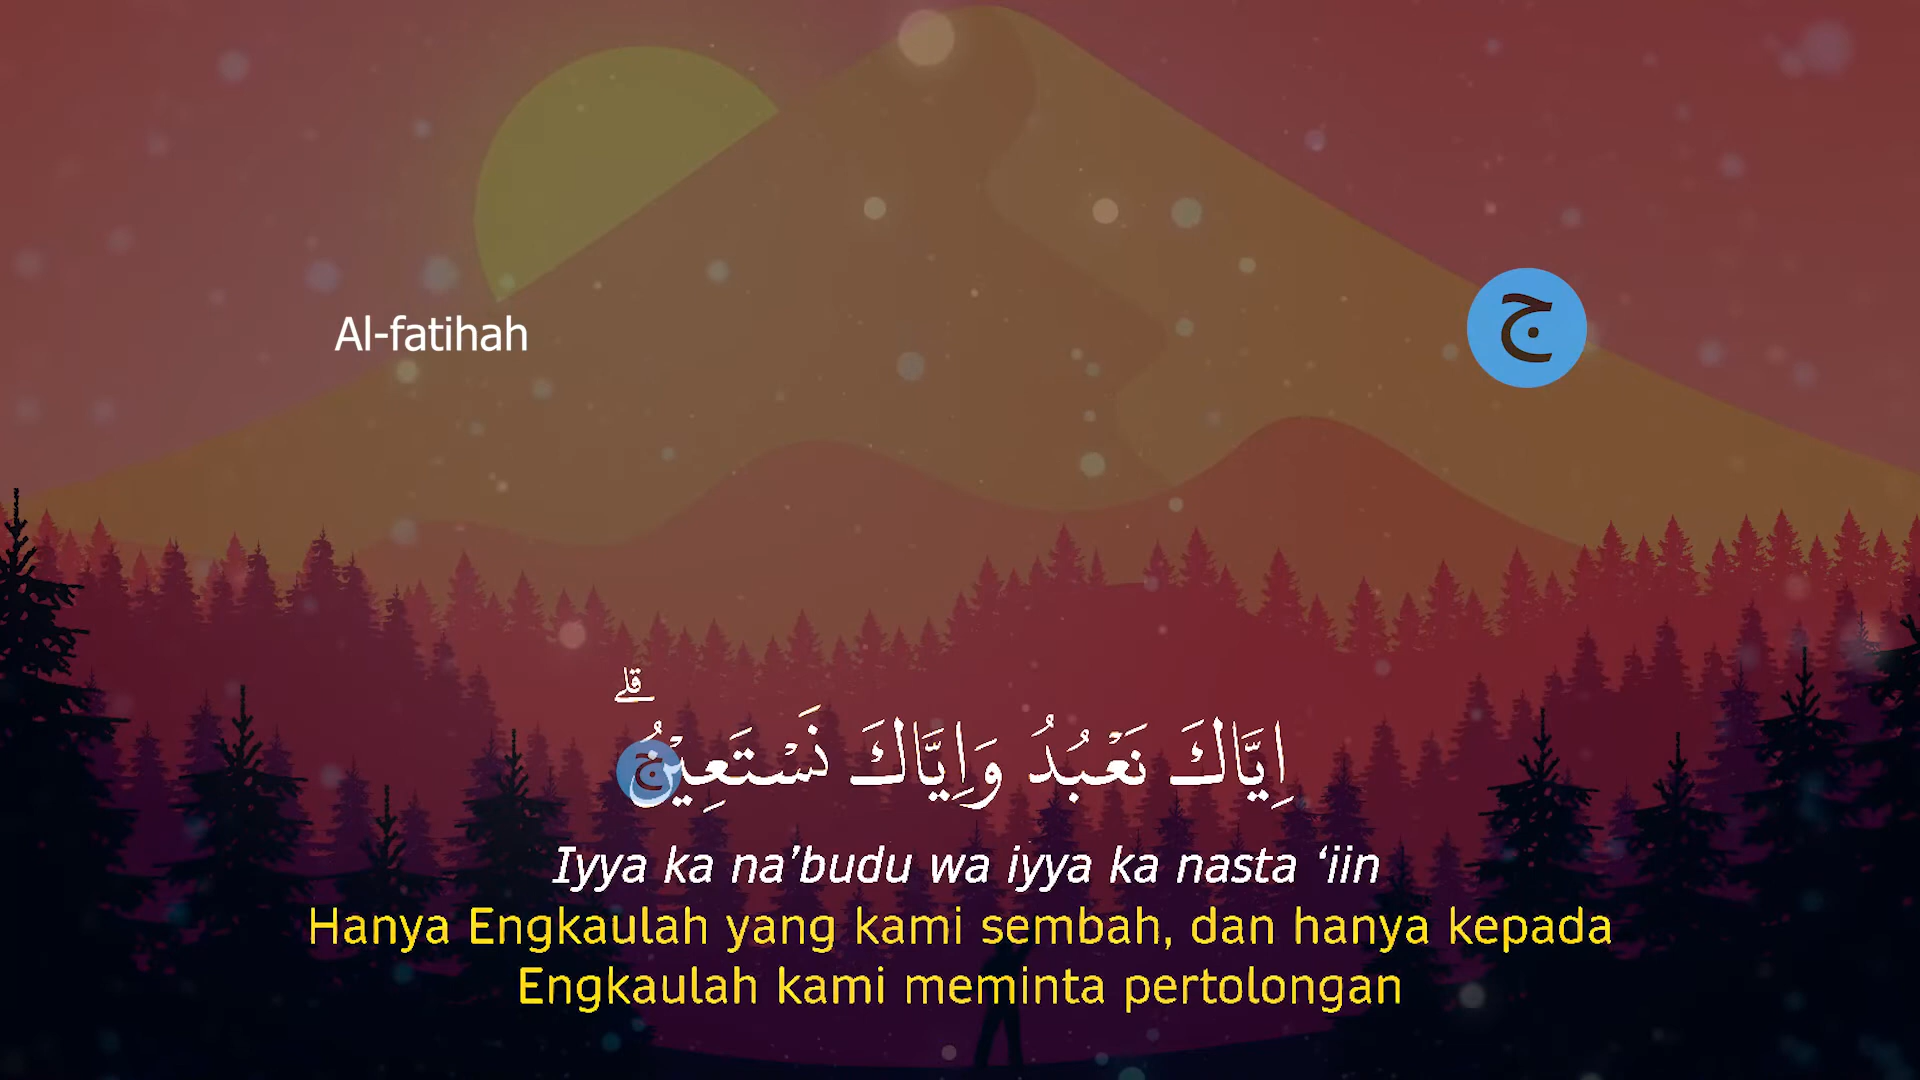 Al-fatihah
ج
اِيَّاكَ نَعْبُدُ وَاِيَّاكَ نَسْتَعِيْنُۗ
ج
Iyya ka na’budu wa iyya ka nasta ‘iin
Hanya Engkaulah yang kami sembah, dan hanya kepada
Engkaulah kami meminta pertolongan